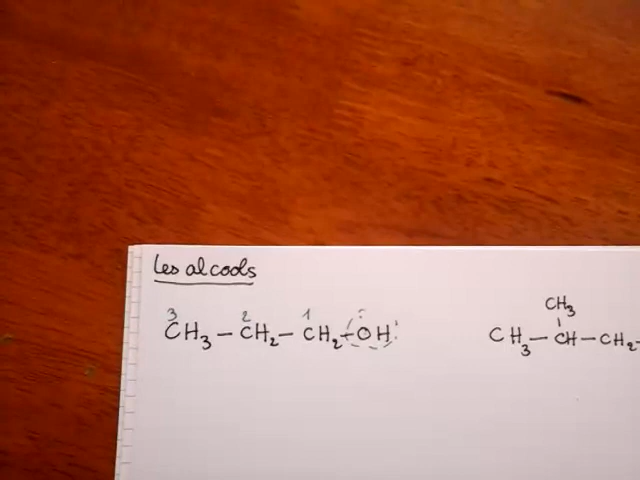 Les alcools
3 2 1
CH₃ – CH₂ – CH₂ – OH
CH₃
CH₃ – CH – CH₂ –